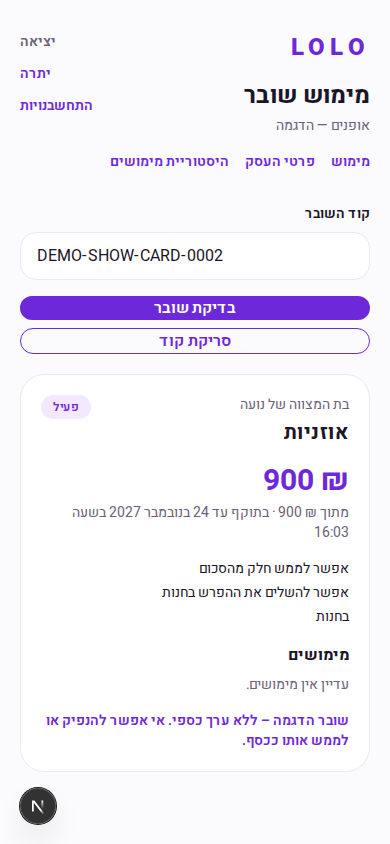 LOLO
יציאה
יתרה
התחשבנויות
מימוש שובר
אופנים — הדגמה
מימוש
פרטי העסק
היסטוריית מימושים
קוד השובר
DEMO-SHOW-CARD-0002
בדיקת שובר
סריקת קוד
בת המצווה של נועה
פעיל
אוזניות
900 ₪
מתוך 900 ₪ · בתוקף עד 24 בנובמבר 2027 בשעה
16:03
אפשר לממש חלק מהסכום
אפשר להשלים את ההפרש בחנות
בחנות
מימושים
עדיין אין מימושים.
שובר הדגמה – ללא ערך כספי. אי אפשר להנפיק או
לממש אותו ככסף.
N